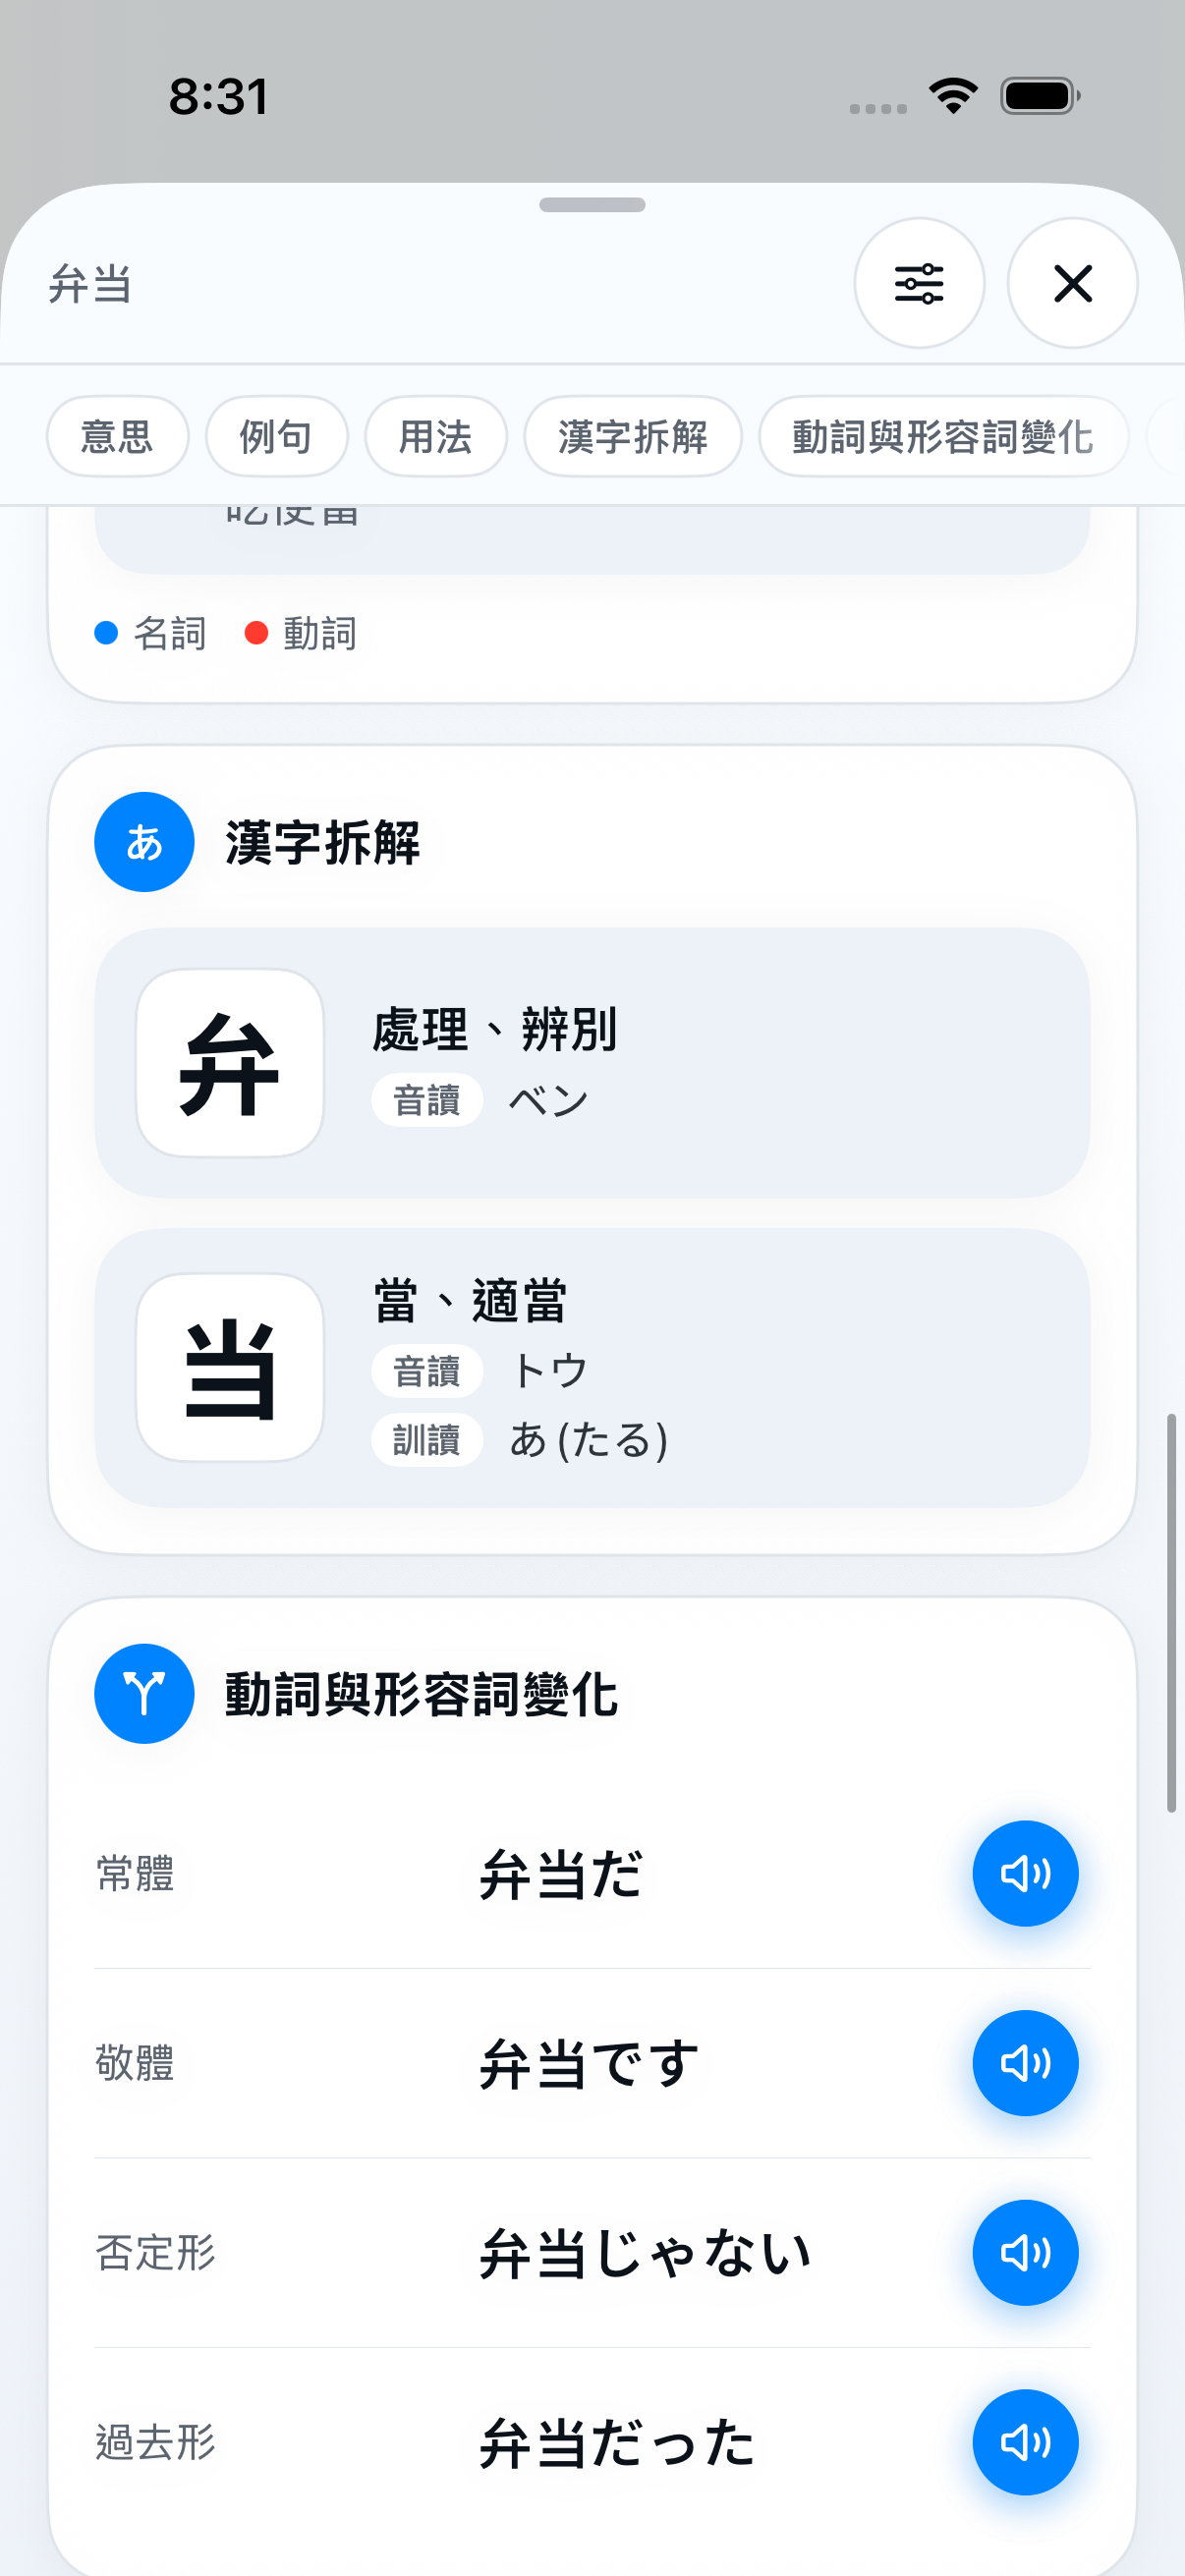 8:31
弁当
意思 例句 用法 漢字拆解 動詞與形容詞變化
吃便當
名詞 動詞
あ 漢字拆解
弁
處理、辨別
音讀 ベン
当
當、適當
音讀 トウ
訓讀 あ (たる)
動詞與形容詞變化
常體 弁当だ
敬體 弁当です
否定形 弁当じゃない
過去形 弁当だった